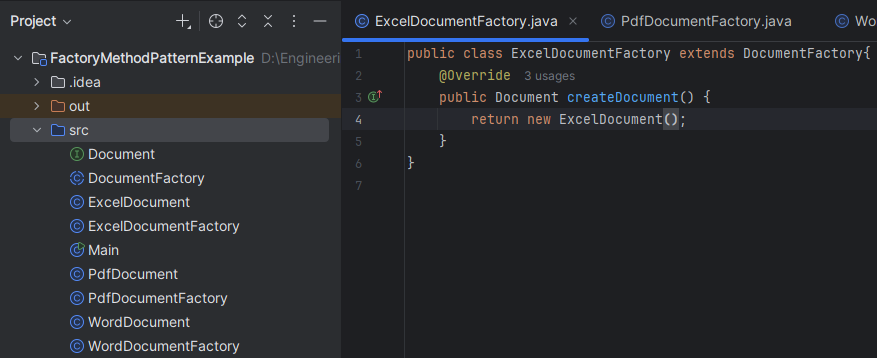 Project
FactoryMethodPatternExample D:\Engineeri
.idea
out
src
Document
DocumentFactory
ExcelDocument
ExcelDocumentFactory
Main
PdfDocument
PdfDocumentFactory
WordDocument
WordDocumentFactory
ExcelDocumentFactory.java PdfDocumentFactory.java Wo
1 public class ExcelDocumentFactory extends DocumentFactory{
2 @Override 3 usages
3 public Document createDocument() {
4 return new ExcelDocument();
5 }
6 }
7